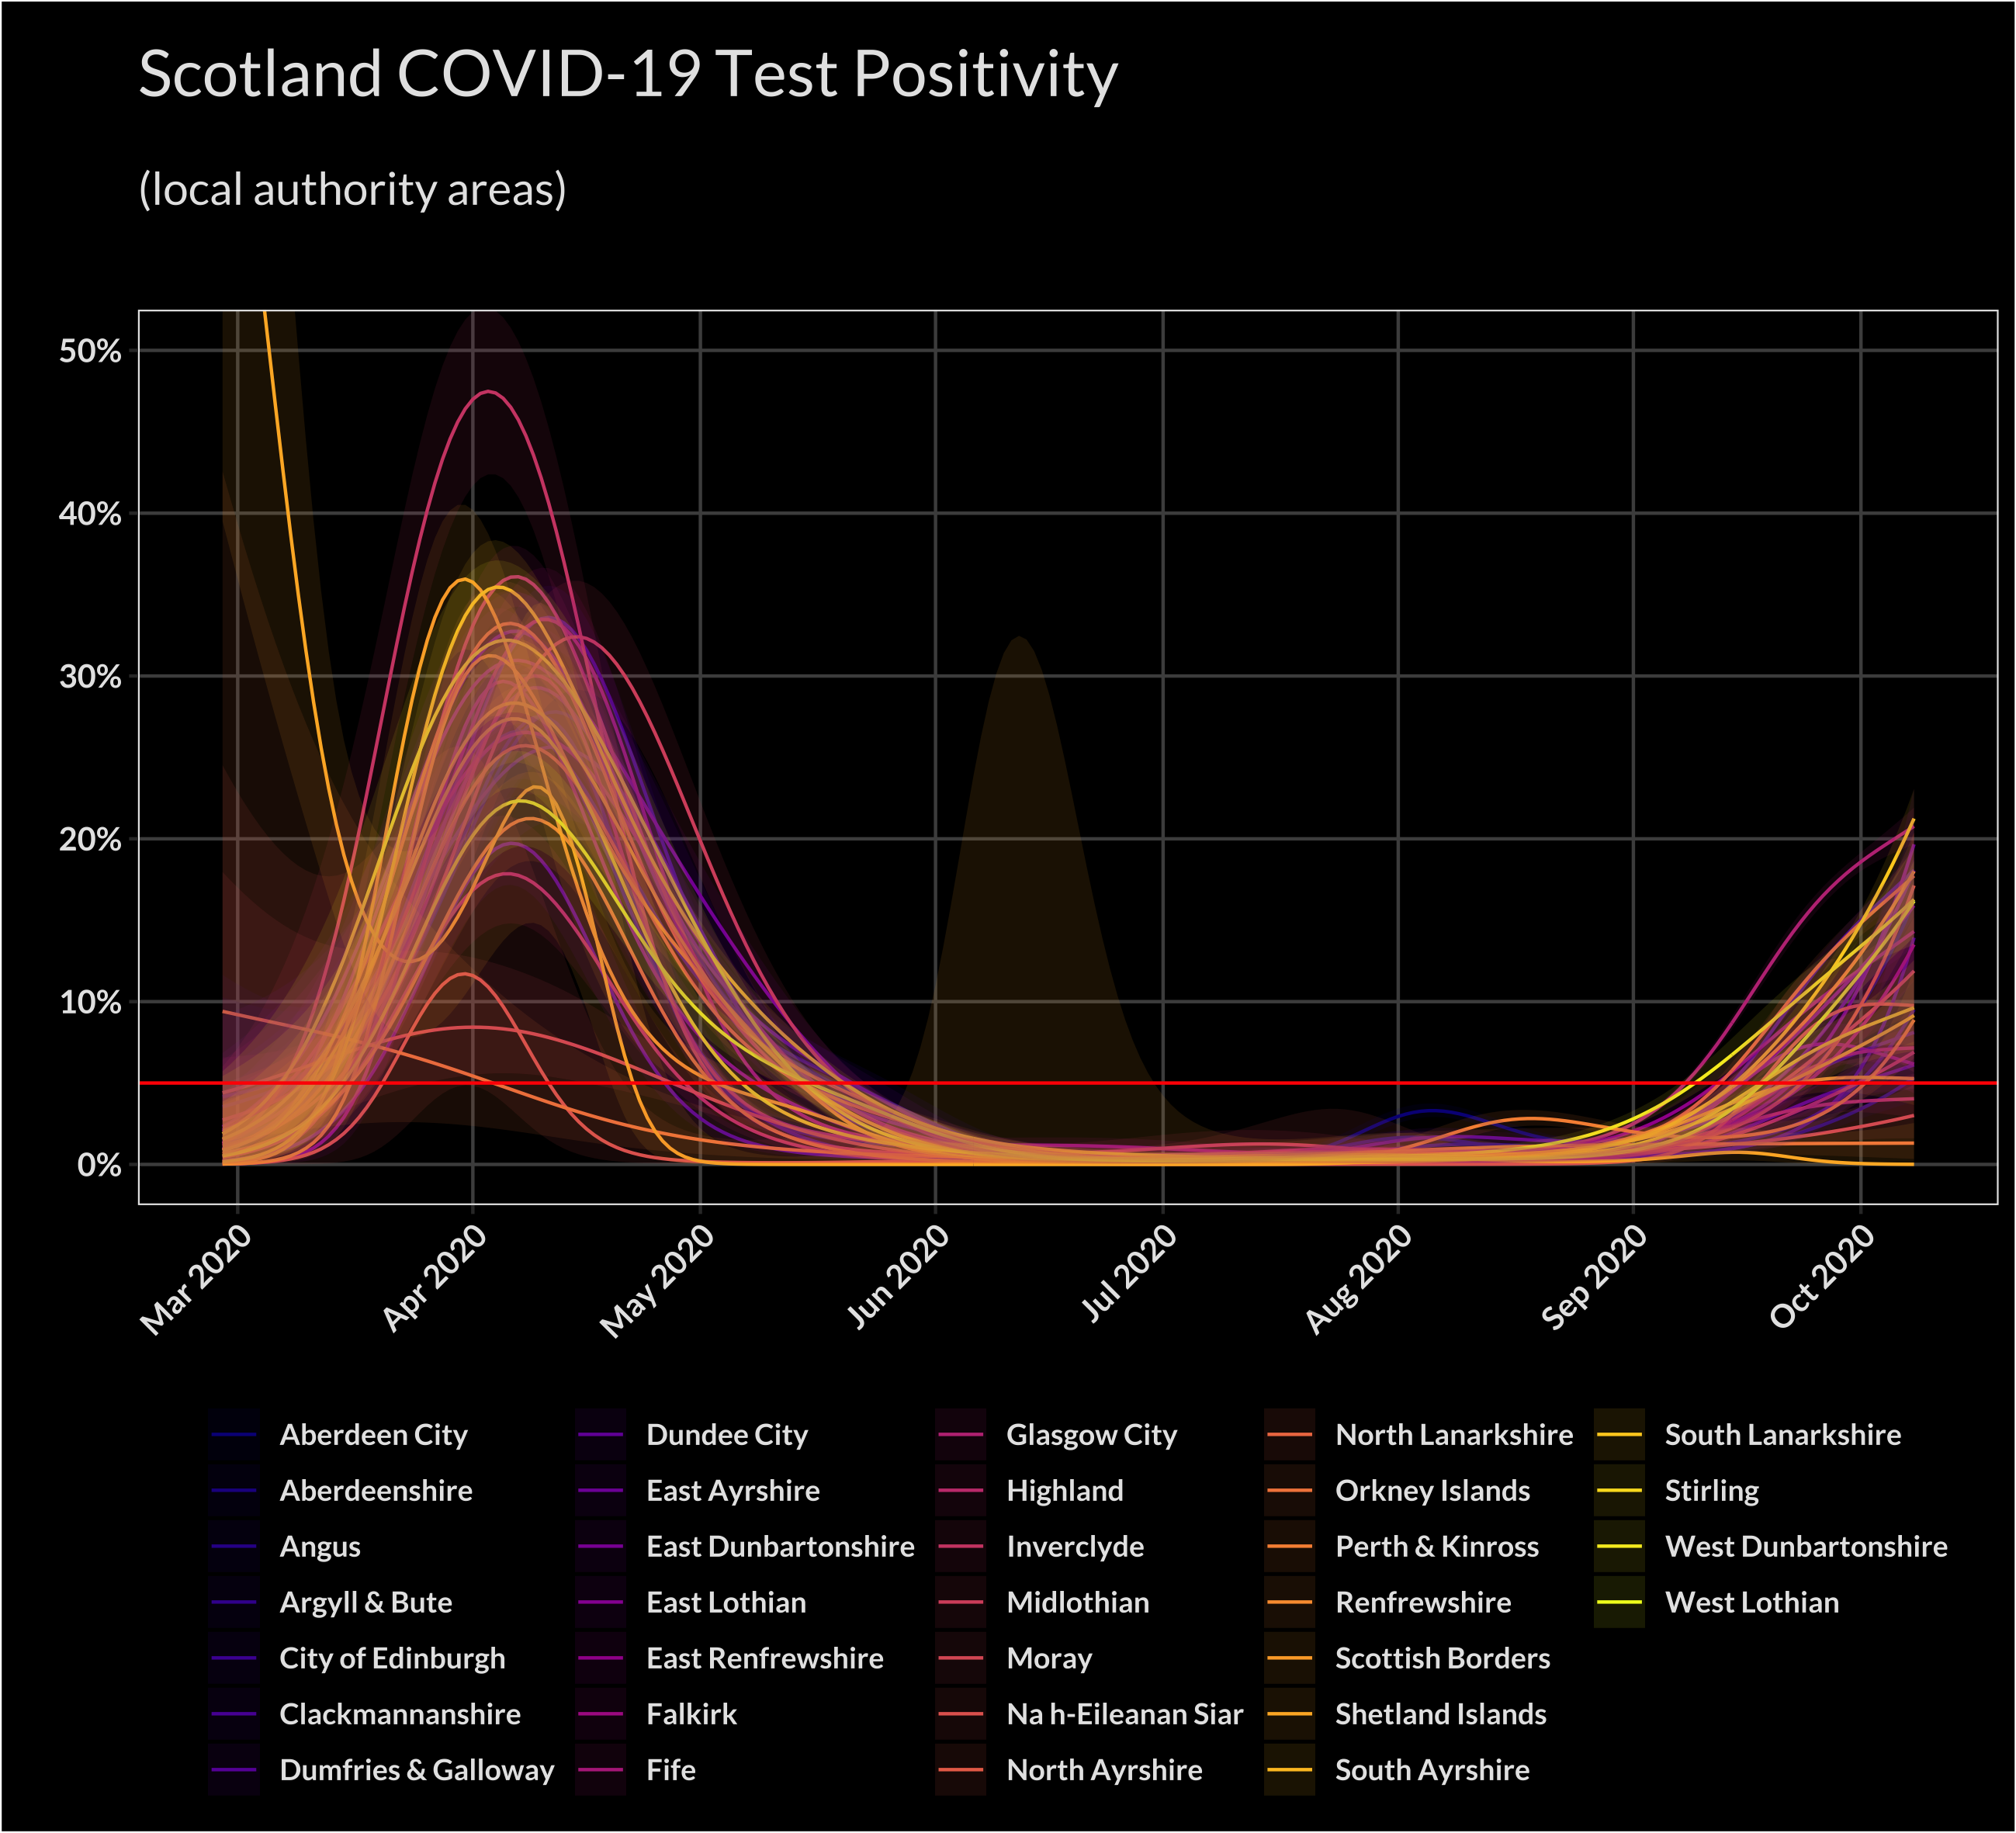 Scotland COVID-19 Test Positivity
(local authority areas)
50%
40%
30%
20%
10%
0%
Mar 2020
Apr 2020
May 2020
Jun 2020
Jul 2020
Aug 2020
Sep 2020
Oct 2020
Aberdeen City
Aberdeenshire
Angus
Argyll & Bute
City of Edinburgh
Clackmannanshire
Dumfries & Galloway
Dundee City
East Ayrshire
East Dunbartonshire
East Lothian
East Renfrewshire
Falkirk
Fife
Glasgow City
Highland
Inverclyde
Midlothian
Moray
Na h-Eileanan Siar
North Ayrshire
North Lanarkshire
Orkney Islands
Perth & Kinross
Renfrewshire
Scottish Borders
Shetland Islands
South Ayrshire
South Lanarkshire
Stirling
West Dunbartonshire
West Lothian